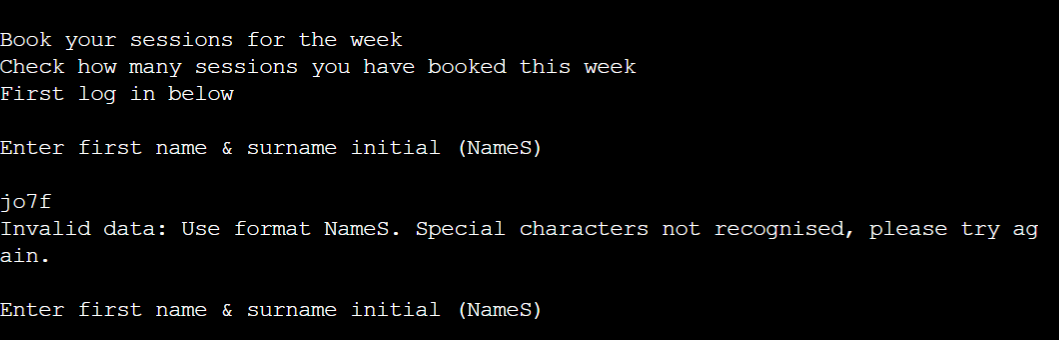 Book your sessions for the week
Check how many sessions you have booked this week
First log in below
Enter first name & surname initial (NameS)
jo7f
Invalid data: Use format NameS. Special characters not recognised, please try ag
ain.
Enter first name & surname initial (NameS)